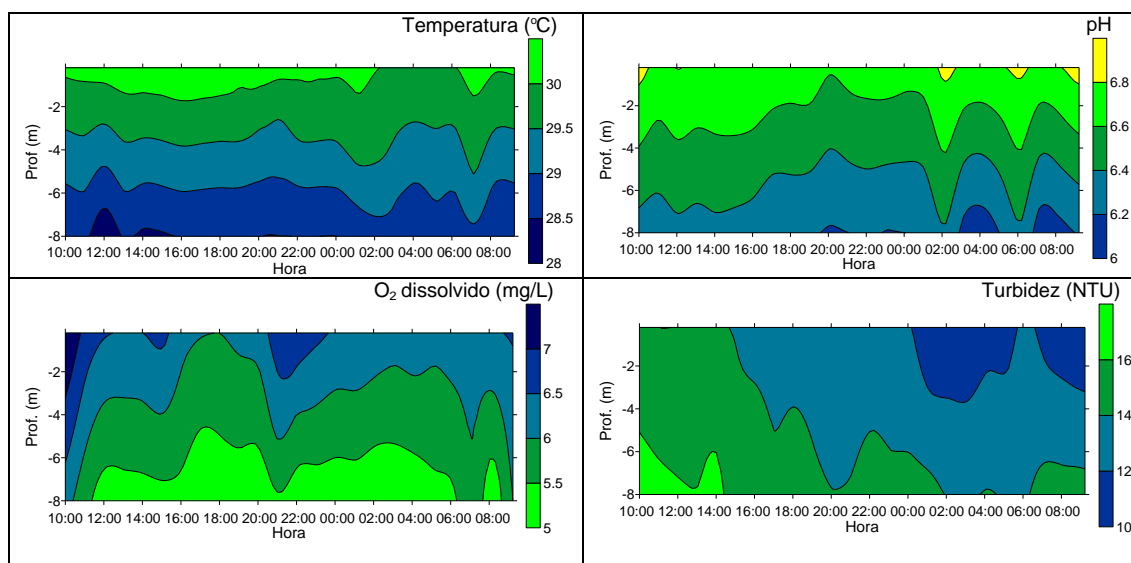 Temperatura (ºC)
Prof (m)
-2
-4
-6
-8
10:00 12:00 14:00 16:00 18:00 20:00 22:00 00:00 02:00 04:00 06:00 08:00
Hora
30
29.5
29
28.5
28
pH
Prof. (m)
-2
-4
-6
-8
10:00 12:00 14:00 16:00 18:00 20:00 22:00 00:00 02:00 04:00 06:00 08:00
Hora
6.8
6.6
6.4
6.2
6
O₂ dissolvido (mg/L)
Prof. (m)
-2
-4
-6
-8
10:00 12:00 14:00 16:00 18:00 20:00 22:00 00:00 02:00 04:00 06:00 08:00
Hora
7
6.5
6
5.5
5
Turbidez (NTU)
Prof. (m)
-2
-4
-6
-8
10:00 12:00 14:00 16:00 18:00 20:00 22:00 00:00 02:00 04:00 06:00 08:00
Hora
16
14
12
10